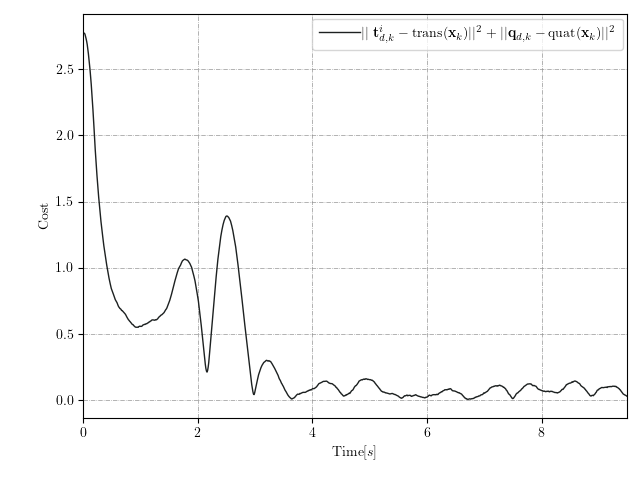 || t^i_{d,k} − trans(x_k)||² + ||q_{d,k} − quat(x_k)||²
Cost
2.5
2.0
1.5
1.0
0.5
0.0
0 2 4 6 8
Time[s]